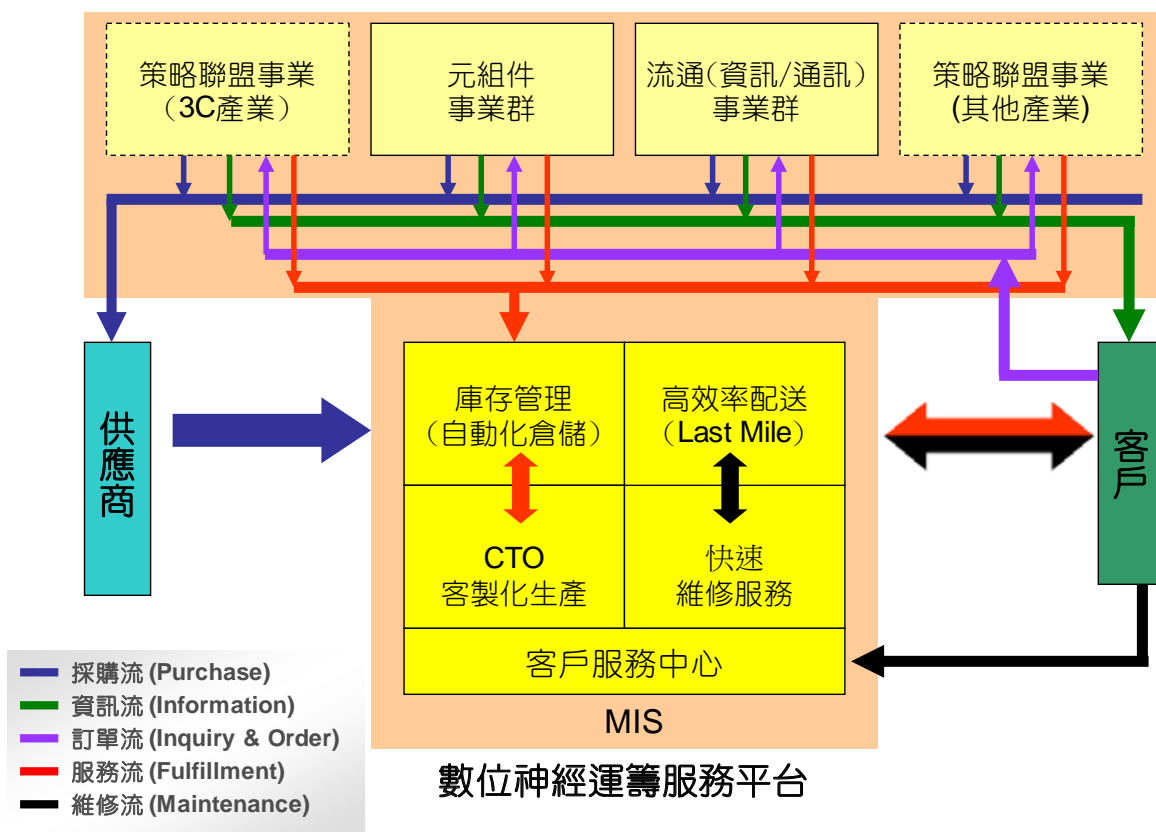 策略聯盟事業
（3C產業）
元組件
事業群
流通(資訊/通訊)
事業群
策略聯盟事業
(其他產業)
供應商
庫存管理
（自動化倉儲）
高效率配送
（Last Mile）
客戶
CTO
客製化生產
快速
維修服務
客戶服務中心
MIS
數位神經運籌服務平台
採購流 (Purchase)
資訊流 (Information)
訂單流 (Inquiry & Order)
服務流 (Fulfillment)
維修流 (Maintenance)